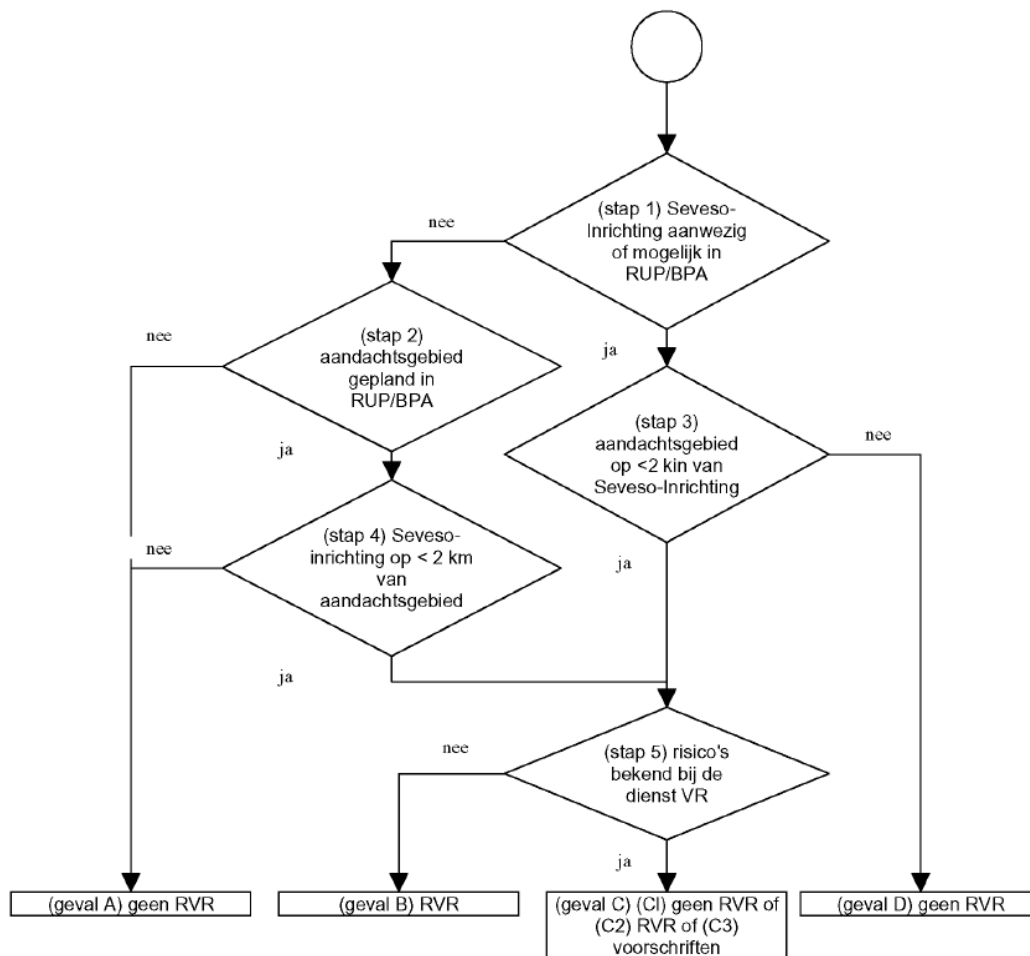 (stap 1) Seveso-
Inrichting aanwezig
of mogelijk in
RUP/BPA
nee
ja
(stap 2)
aandachtsgebied
gepland in
RUP/BPA
nee
ja
(stap 3)
aandachtsgebied
op <2 kin van
Seveso-Inrichting
nee
ja
(stap 4) Seveso-
inrichting op < 2 km
van
aandachtsgebied
nee
ja
(stap 5) risico's
bekend bij de
dienst VR
nee
ja
(geval A) geen RVR
(geval B) RVR
(geval C) (Cl) geen RVR of
(C2) RVR of (C3)
voorschriften
(geval D) geen RVR